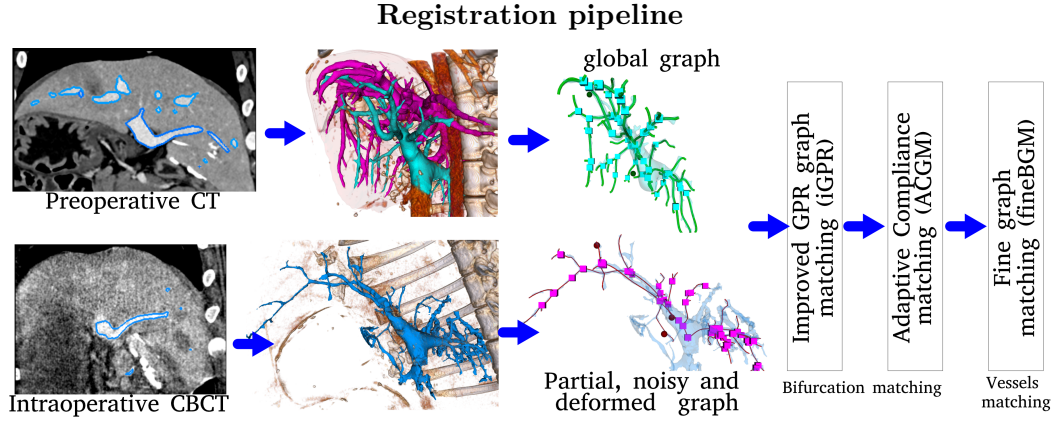 Registration pipeline
global graph
Preoperative CT
Intraoperative CBCT
Partial, noisy and
deformed graph
Improved GPR graph
matching (iGPR)
Adaptive Compliance
matching (ACGM)
Fine graph
matching (fineBGM)
Bifurcation matching
Vessels
matching